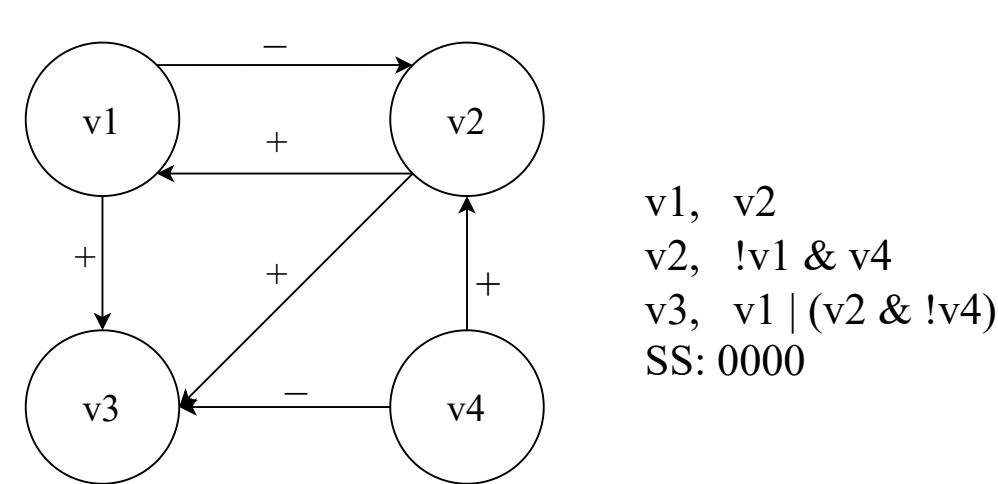 –
v1
v2
+
+
+
+
–
v3
v4
v1, v2
v2, !v1 & v4
v3, v1 | (v2 & !v4)
SS: 0000